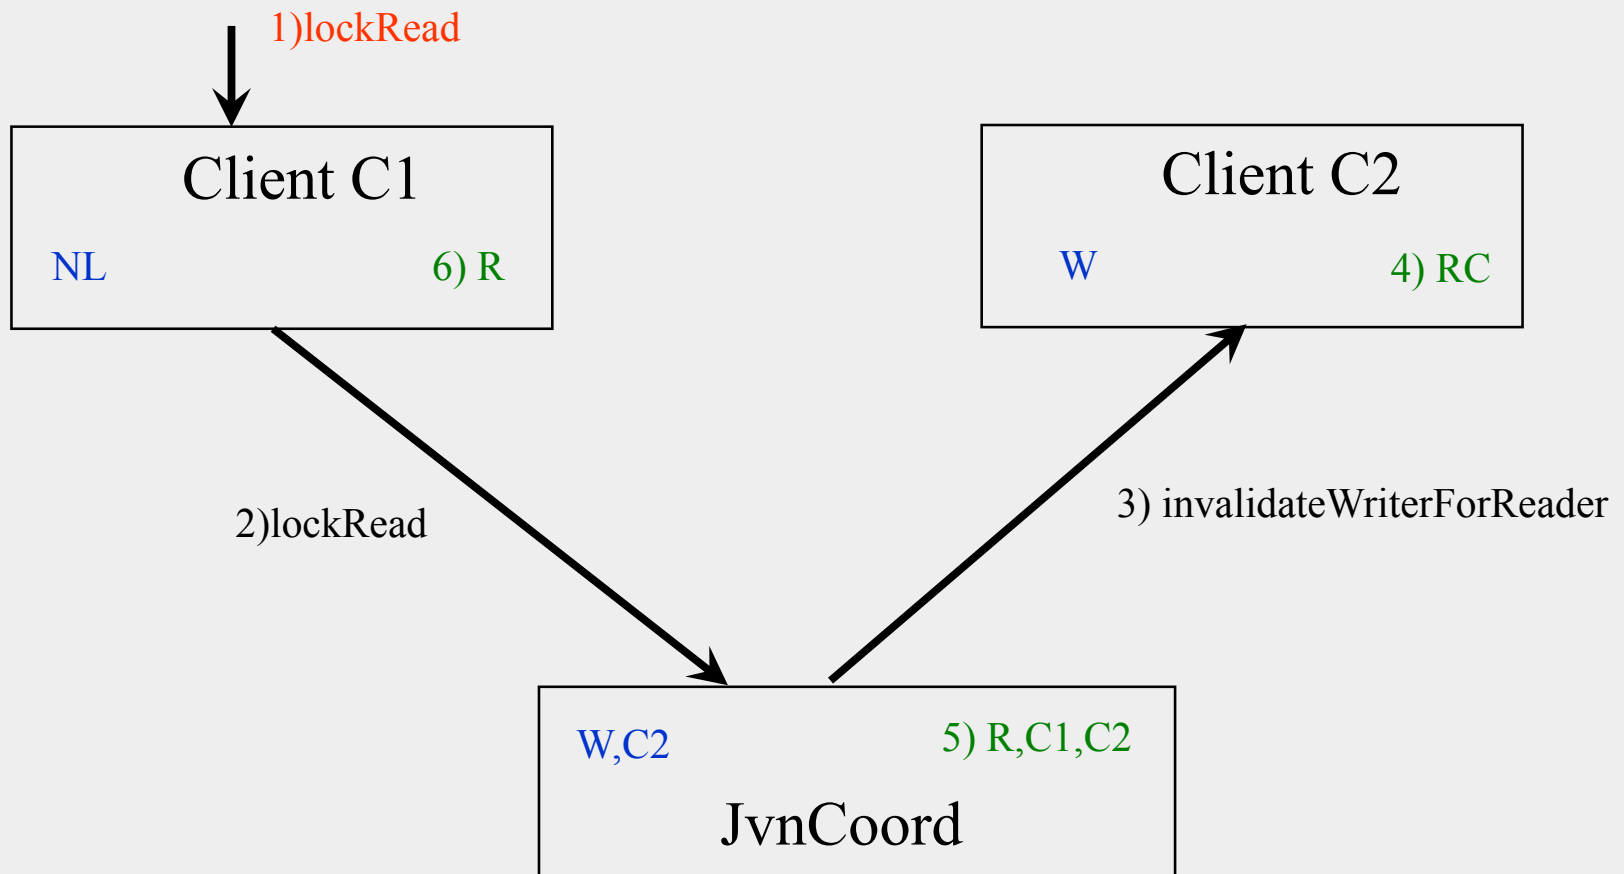 1)lockRead
Client C1
NL
6) R
Client C2
W
4) RC
2)lockRead
3) invalidateWriterForReader
W,C2
5) R,C1,C2
JvnCoord